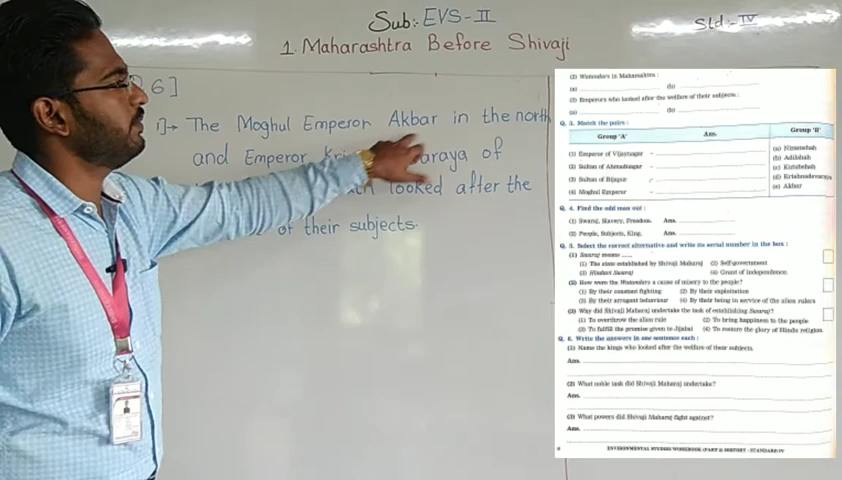 Sub:- EVS-II
Std:- IV
1. Maharashtra Before Shivaji
6]
1]→ The Moghul Emperor Akbar in the north
and Emperor araya of
looked after the
of their subjects.
(2) Watandars in Maharashtra :
(a) (b)
(3) Emperors who looked after the welfare of their subjects :
(a) (b)
Q. 3. Match the pairs :
Group 'A' Ans. Group 'B'
(1) Emperor of Vijaynagar - (a) Nizamshah
(2) Sultan of Ahmadnagar - (b) Adilshah
(3) Sultan of Bijapur - (c) Kutubshah
(4) Moghul Emperor - (d) Krishnadevaraya
(e) Akbar
Q. 4. Find the odd man out :
(1) Swaraj, Slavery, Freedom. Ans.
(2) People, Subjects, King. Ans.
Q. 5. Select the correct alternative and write its serial number in the box :
(1) Swaraj means ......
(1) The state established by Shivaji Maharaj (2) Self-government
(3) Hindavi Swaraj (4) Grant of independence.
(2) How were the Watandars a cause of misery to the people?
(1) By their constant fighting (2) By their exploitation
(3) By their arrogant behaviour (4) By their being in service of the alien rulers
(3) Why did Shivaji Maharaj undertake the task of establishing Swaraj?
(1) To overthrow the alien rule (2) To bring happiness to the people
(3) To fulfill the promise given to Jijabai (4) To restore the glory of Hindu religion.
Q. 6. Write the answers in one sentence each :
(1) Name the kings who looked after the welfare of their subjects.
Ans.
(2) What noble task did Shivaji Maharaj undertake?
Ans.
(3) What powers did Shivaji Maharaj fight against?
Ans.
6 ENVIRONMENTAL STUDIES WORKBOOK (PART 2) HISTORY : STANDARD IV